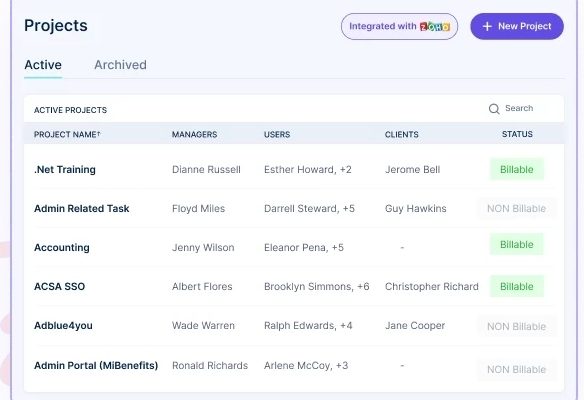 Projects
Integrated with ZOHO
+ New Project
Active
Archived
ACTIVE PROJECTS
Search
PROJECT NAME↑ MANAGERS USERS CLIENTS STATUS
.Net Training Dianne Russell Esther Howard, +2 Jerome Bell Billable
Admin Related Task Floyd Miles Darrell Steward, +5 Guy Hawkins NON Billable
Accounting Jenny Wilson Eleanor Pena, +5 - Billable
ACSA SSO Albert Flores Brooklyn Simmons, +6 Christopher Richard Billable
Adblue4you Wade Warren Ralph Edwards, +4 Jane Cooper NON Billable
Admin Portal (MiBenefits) Ronald Richards Arlene McCoy, +3 - NON Billable